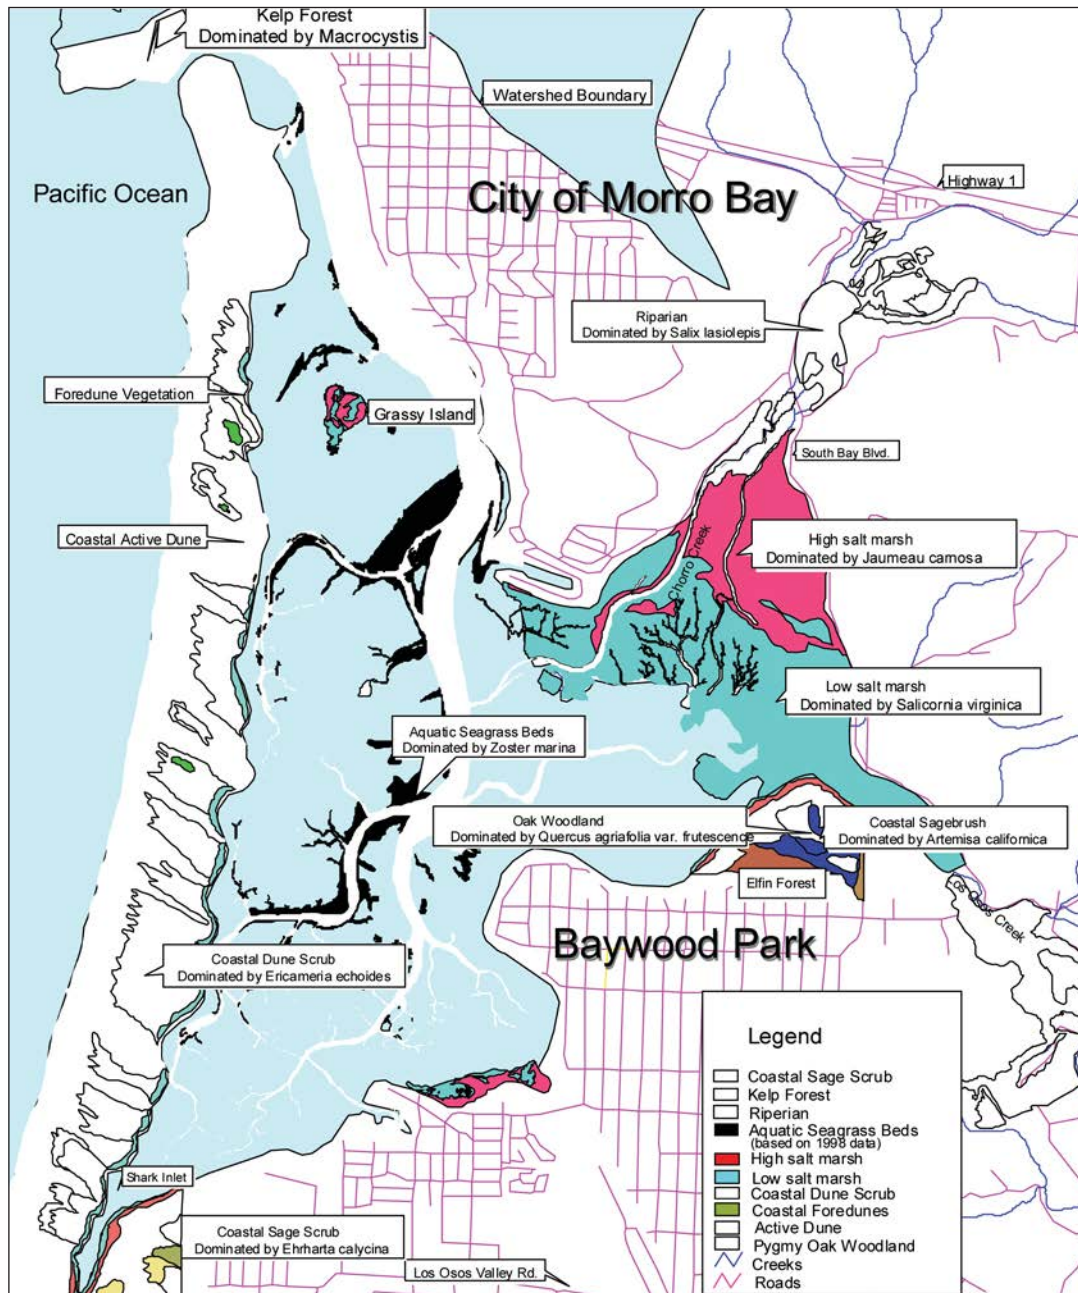 Kelp Forest
Dominated by Macrocystis
Watershed Boundary
Pacific Ocean
City of Morro Bay
Highway 1
Riparian
Dominated by Salix lasiolepis
Foredune Vegetation
Grassy Island
South Bay Blvd.
Coastal Active Dune
High salt marsh
Dominated by Jaumeau carnosa
Chorro Creek
Low salt marsh
Dominated by Salicornia virginica
Aquatic Seagrass Beds
Dominated by Zoster marina
Oak Woodland
Dominated by Quercus agriafolia var. frutescence
Coastal Sagebrush
Dominated by Artemisa californica
Elfin Forest
Los Osos Creek
Baywood Park
Coastal Dune Scrub
Dominated by Ericameria echoides
Legend
Coastal Sage Scrub
Kelp Forest
Riperian
Aquatic Seagrass Beds
(based on 1998 data)
High salt marsh
Low salt marsh
Coastal Dune Scrub
Coastal Foredunes
Active Dune
Pygmy Oak Woodland
Creeks
Roads
Shark Inlet
Coastal Sage Scrub
Dominated by Ehrharta calycina
Los Osos Valley Rd.